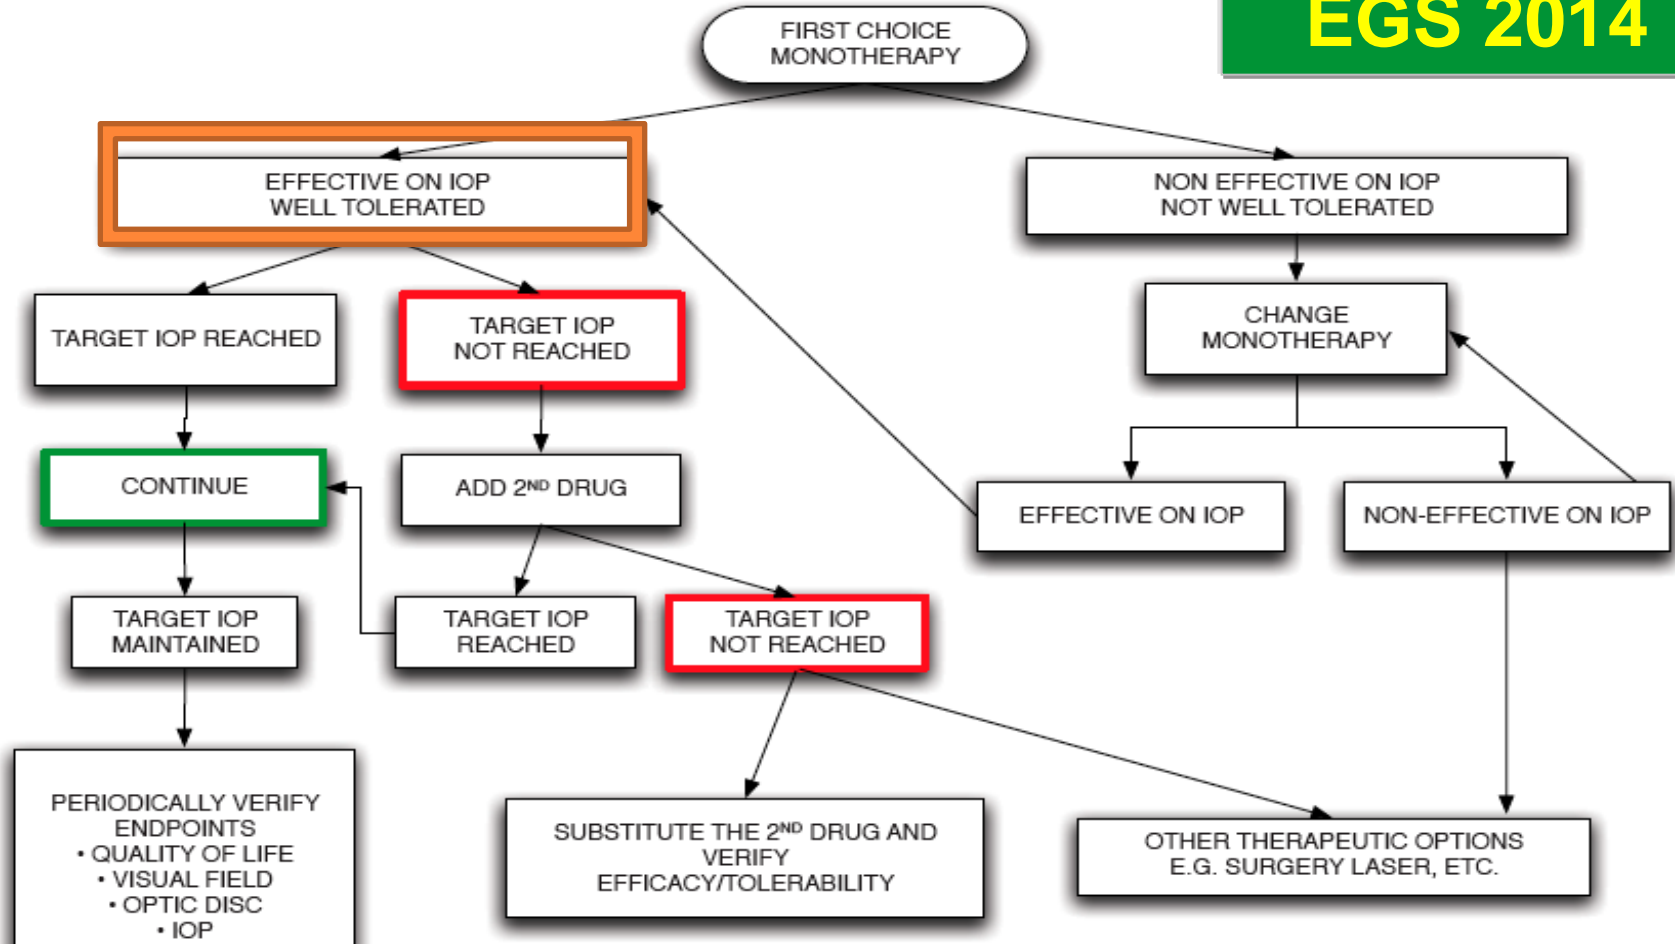 EGS 2014
FIRST CHOICE
MONOTHERAPY
EFFECTIVE ON IOP
WELL TOLERATED
NON EFFECTIVE ON IOP
NOT WELL TOLERATED
TARGET IOP REACHED
TARGET IOP
NOT REACHED
CHANGE
MONOTHERAPY
CONTINUE
ADD 2ND DRUG
EFFECTIVE ON IOP
NON-EFFECTIVE ON IOP
TARGET IOP
MAINTAINED
TARGET IOP
REACHED
TARGET IOP
NOT REACHED
PERIODICALLY VERIFY
ENDPOINTS
• QUALITY OF LIFE
• VISUAL FIELD
• OPTIC DISC
• IOP
SUBSTITUTE THE 2ND DRUG AND
VERIFY
EFFICACY/TOLERABILITY
OTHER THERAPEUTIC OPTIONS
E.G. SURGERY LASER, ETC.